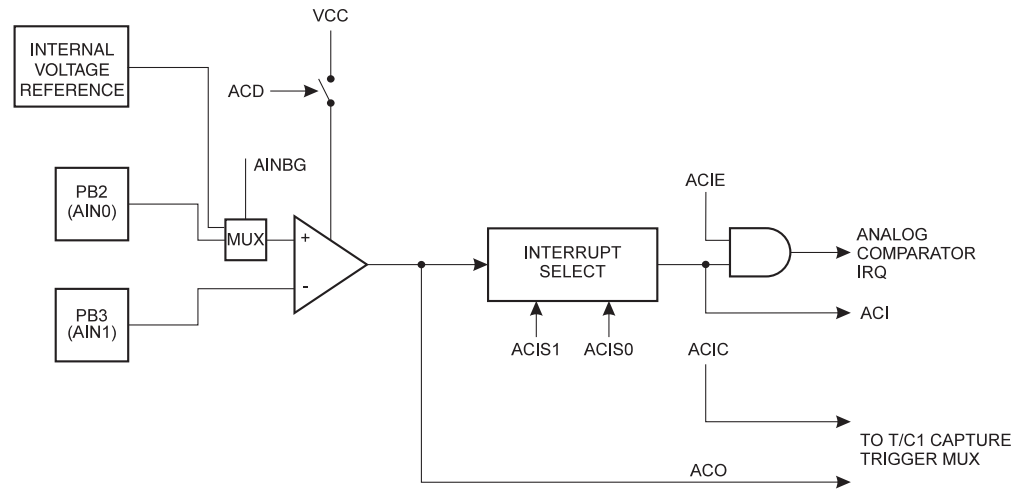 VCC
INTERNAL
VOLTAGE
REFERENCE
ACD
AINBG
PB2
(AIN0)
MUX
+
-
PB3
(AIN1)
INTERRUPT
SELECT
ACIS1
ACIS0
ACIE
ANALOG
COMPARATOR
IRQ
ACI
ACIC
TO T/C1 CAPTURE
TRIGGER MUX
ACO